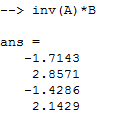 --> inv(A)*B
ans =
-1.7143
2.8571
-1.4286
2.1429